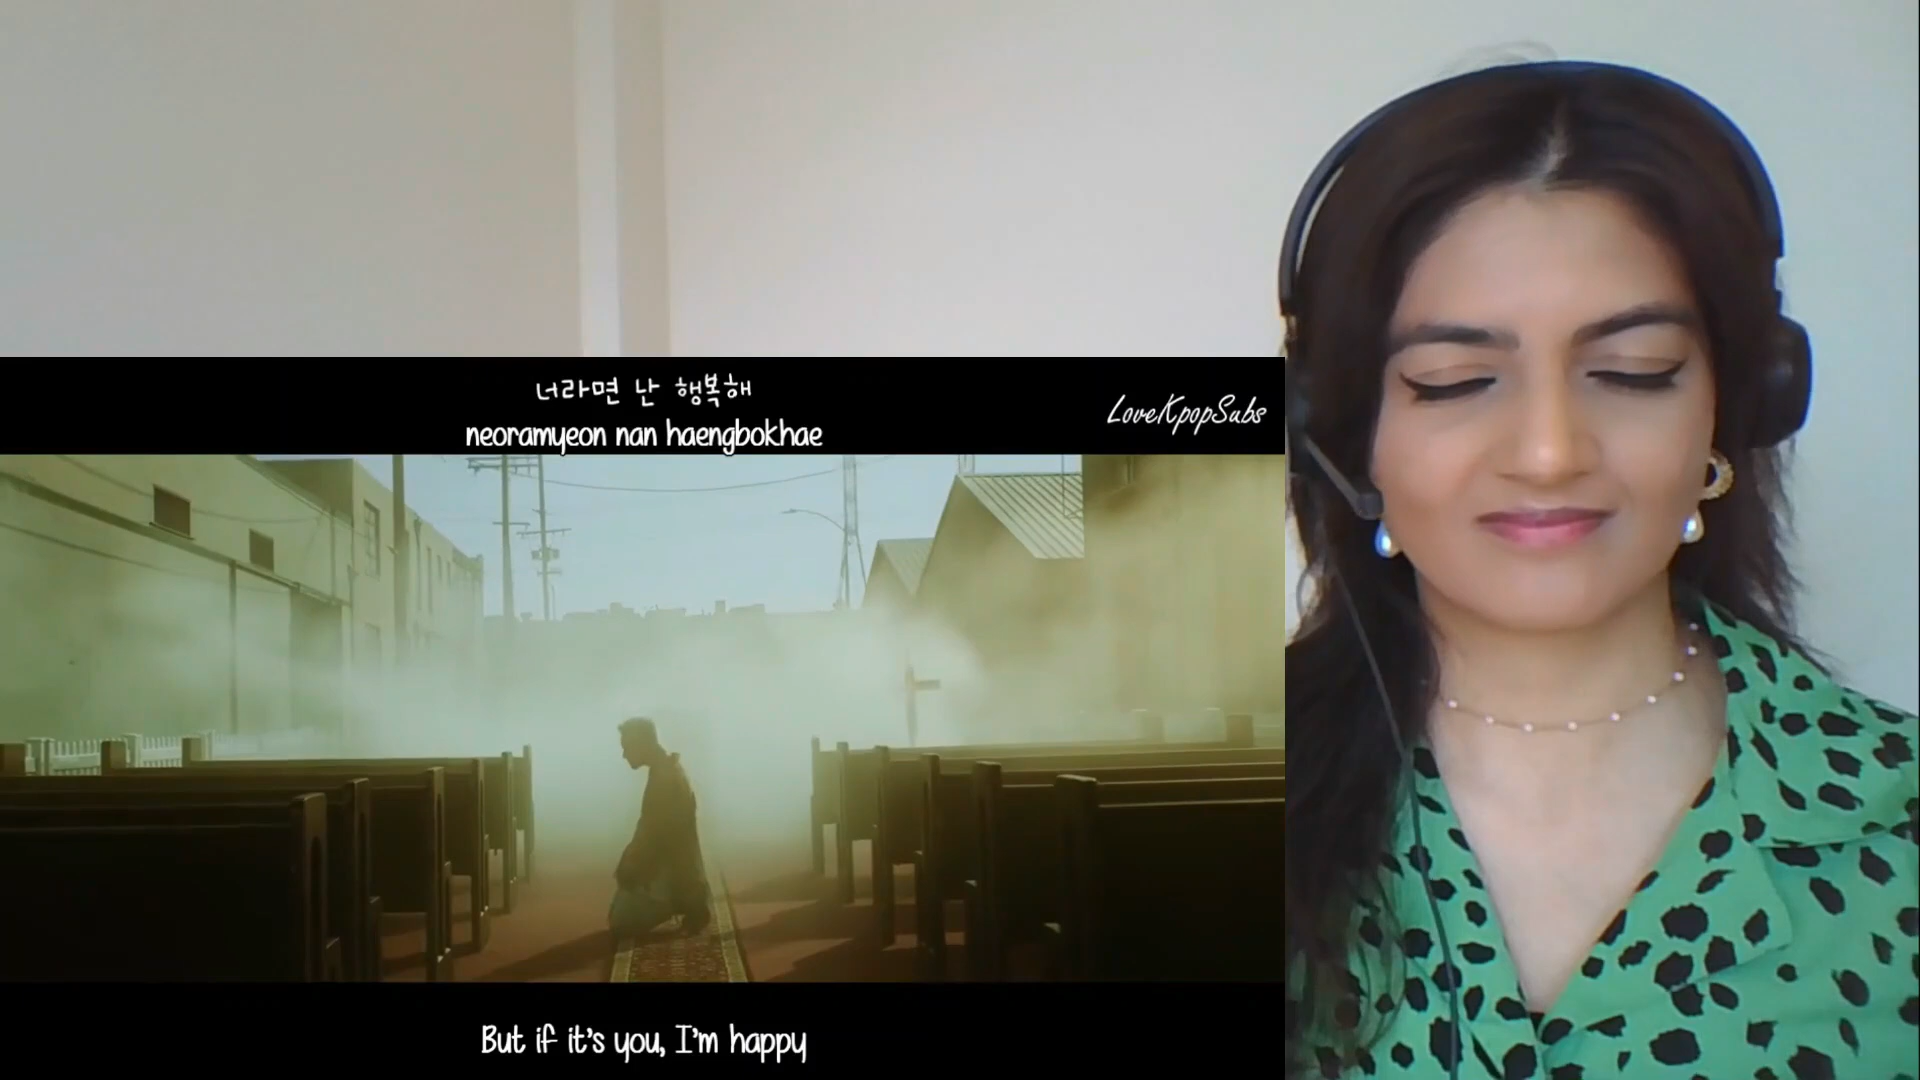 너라면 난 행복해
neoramyeon nan haengbokhae
LoveKpopSubs
But if it's you, I'm happy